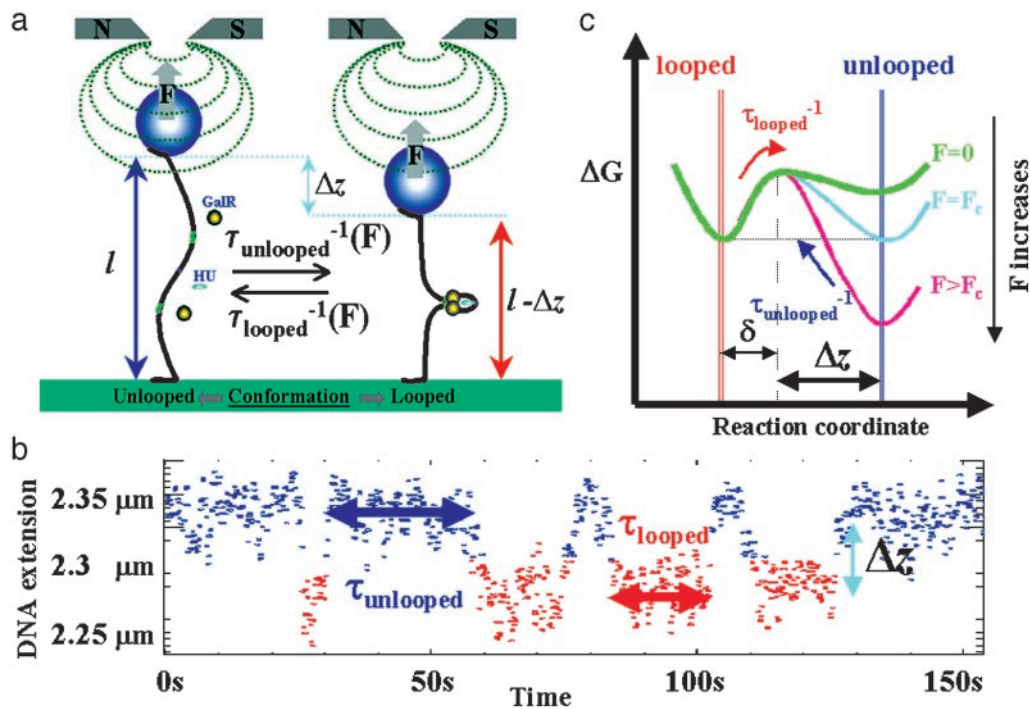 a
N S N S
F
F
Δz
GalR
τunlooped⁻¹(F)
l
HU
τlooped⁻¹(F)
l - Δz
Unlooped Conformation Looped
c
looped unlooped
τlooped⁻¹
ΔG
F=0
F=Fc
F>Fc
τunlooped⁻¹
δ
Δz
F increases
Reaction coordinate
b
DNA extension
2.35 μm
2.3 μm
2.25 μm
τunlooped
τlooped
Δz
0s 50s 100s 150s
Time